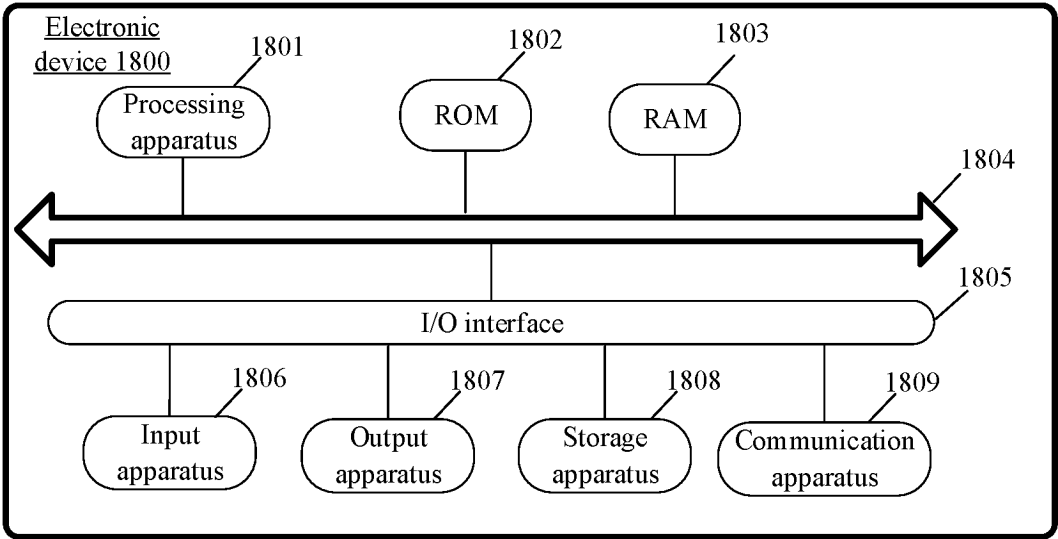 Electronic
device 1800
1801
1802
1803
Processing
apparatus
ROM
RAM
1804
1805
I/O interface
1806
1807
1808
1809
Input
apparatus
Output
apparatus
Storage
apparatus
Communication
apparatus